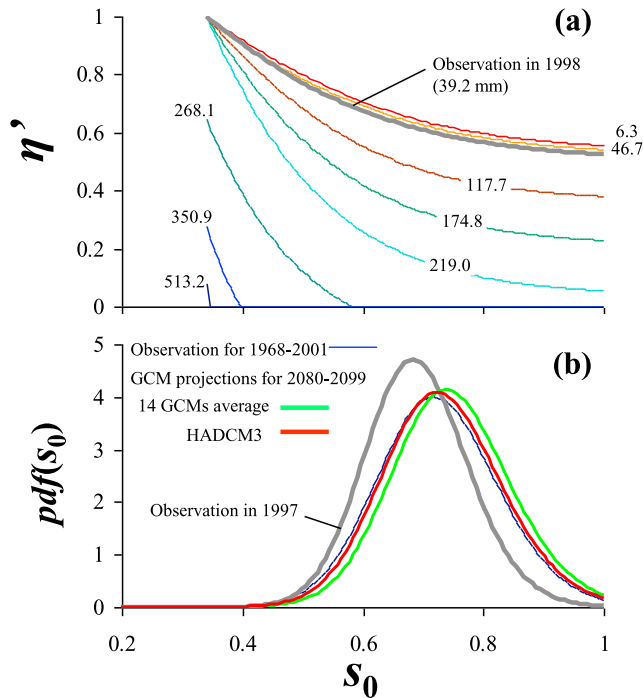 (a)
1
0.8
0.6
0.4
0.2
0
η’
Observation in 1998
(39.2 mm)
268.1
350.9
513.2
6.3
46.7
117.7
174.8
219.0
(b)
5
4
3
2
1
0
pdf(s0)
Observation for 1968-2001
GCM projections for 2080-2099
14 GCMs average
HADCM3
Observation in 1997
0.2
0.4
0.6
0.8
1
s0